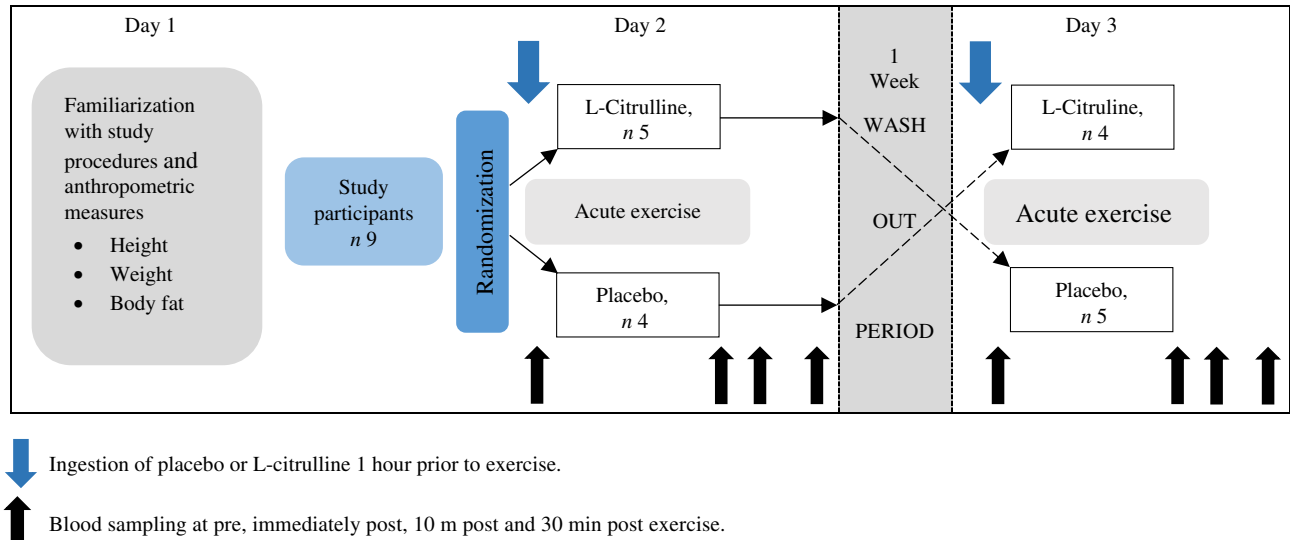 Day 1
Familiarization
with study
procedures and
anthropometric
measures
• Height
• Weight
• Body fat
Study
participants
n 9
Randomization
Day 2
L-Citrulline,
n 5
Acute exercise
Placebo,
n 4
1
Week
WASH
OUT
PERIOD
Day 3
L-Citruline,
n 4
Acute exercise
Placebo,
n 5
Ingestion of placebo or L-citrulline 1 hour prior to exercise.
Blood sampling at pre, immediately post, 10 m post and 30 min post exercise.